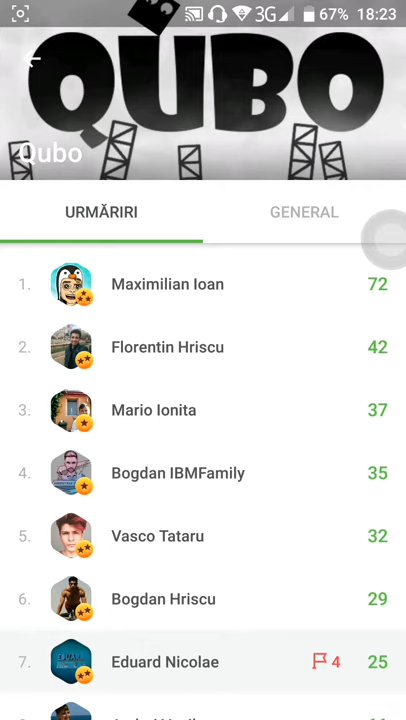 3G 67% 18:23
QUBO
Qubo
URMĂRIRI GENERAL
1. Maximilian Ioan 72
2. Florentin Hriscu 42
3. Mario Ionita 37
4. Bogdan IBMFamily 35
5. Vasco Tataru 32
6. Bogdan Hriscu 29
7. Eduard Nicolae 4 25